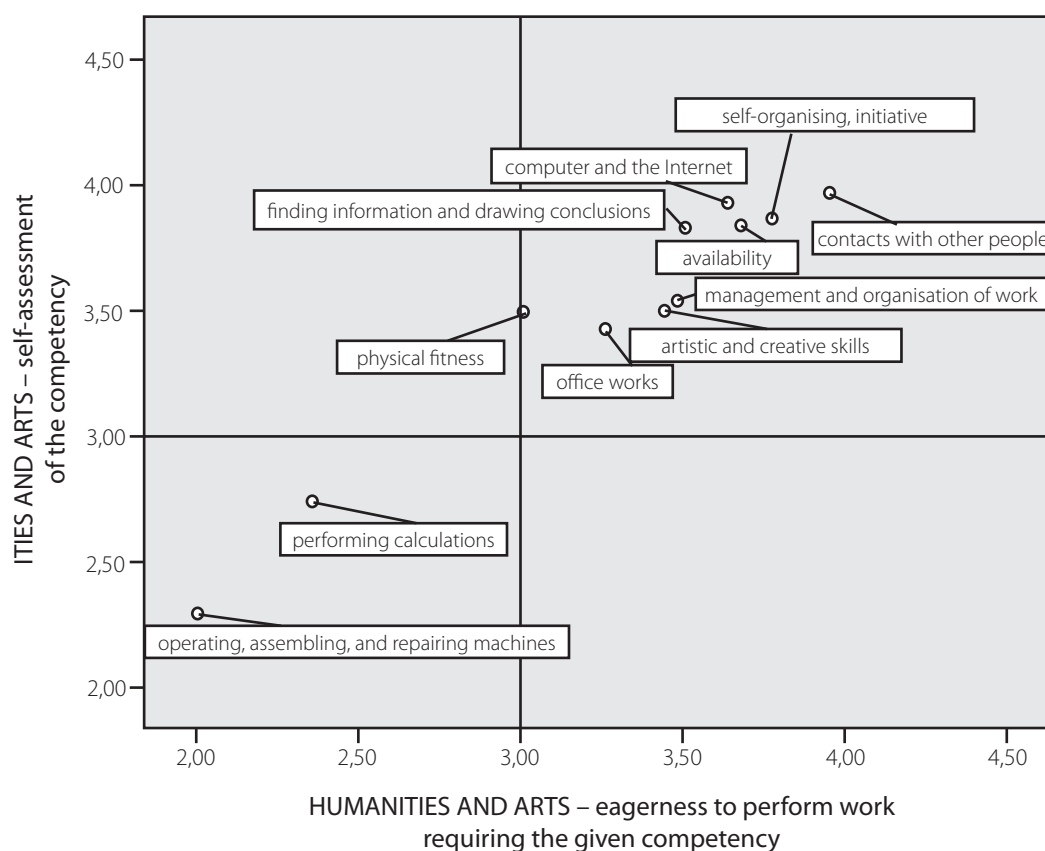 4,50
self-organising, initiative
computer and the Internet
4,00
finding information and drawing conclusions
contacts with other people
availability
management and organisation of work
3,50
artistic and creative skills
physical fitness
office works
3,00
performing calculations
2,50
operating, assembling, and repairing machines
2,00
ITIES AND ARTS – self-assessment
of the competency
2,00 2,50 3,00 3,50 4,00 4,50
HUMANITIES AND ARTS – eagerness to perform work
requiring the given competency